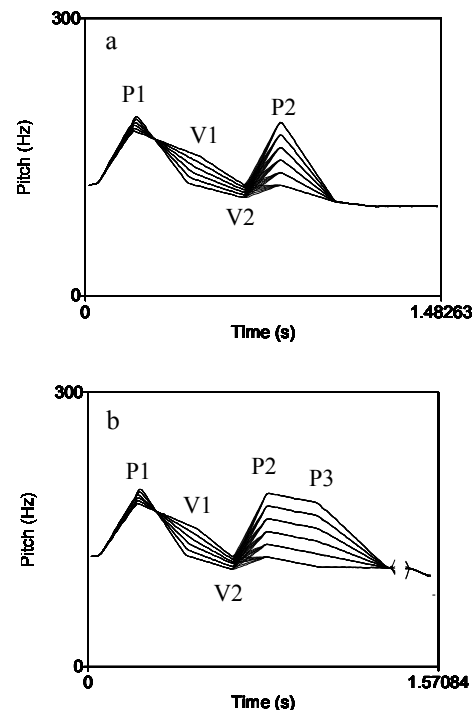 300
a
P1
V1
P2
Pitch (Hz)
V2
0
0
1.48263
Time (s)
300
b
P1
V1
P2
P3
Pitch (Hz)
V2
0
0
1.57084
Time (s)